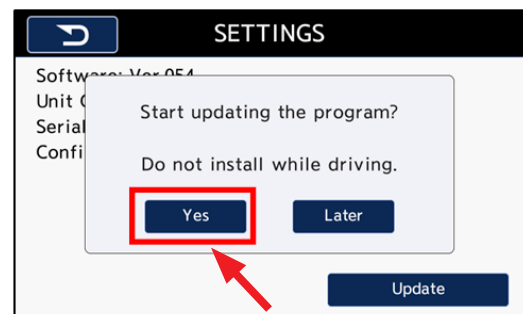 SETTINGS
Software: Ver 054
Unit
Serial
Confi
Start updating the program?
Do not install while driving.
Yes
Later
Update